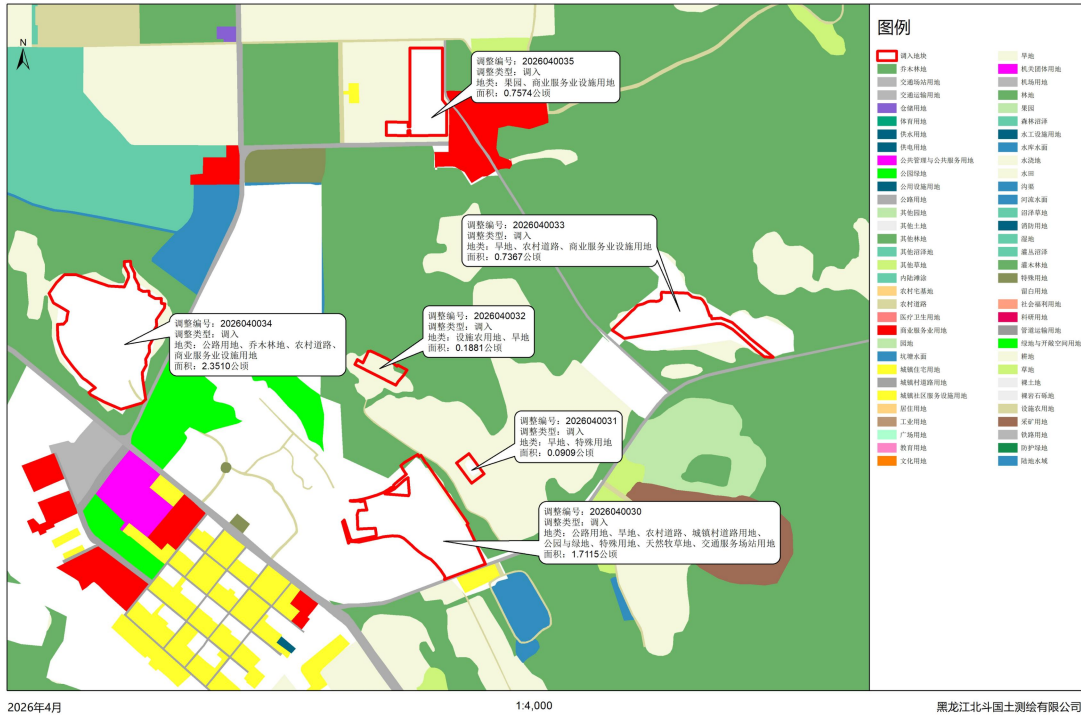 N
调整编号：2026040035
调整类型：调入
地类：果园、商业服务业设施用地
面积：0.7574公顷
调整编号：2026040033
调整类型：调入
地类：旱地、农村道路、商业服务业设施用地
面积：0.7367公顷
调整编号：2026040034
调整类型：调入
地类：公路用地、乔木林地、农村道路、
商业服务业设施用地
面积：2.3510公顷
调整编号：2026040032
调整类型：调入
地类：设施农用地、旱地
面积：0.1881公顷
调整编号：2026040031
调整类型：调入
地类：旱地、特殊用地
面积：0.0909公顷
调整编号：2026040030
调整类型：调入
地类：公路用地、旱地、农村道路、城镇村道路用地、
公园与绿地、特殊用地、天然牧草地、交通服务场站用地
面积：1.7115公顷
图例
调入地块
乔木林地
交通场站用地
交通运输用地
仓储用地
体育用地
供水用地
供电用地
公共管理与公共服务用地
公园绿地
公用设施用地
公路用地
其他园地
其他土地
其他林地
其他沼泽地
其他草地
内陆滩涂
农村宅基地
农村道路
医疗卫生用地
商业服务业用地
园地
坑塘水面
城镇住宅用地
城镇村道路用地
城镇社区服务设施用地
居住用地
工业用地
广场用地
教育用地
文化用地
旱地
机关团体用地
机场用地
林地
果园
森林沼泽
水工设施用地
水库水面
水浇地
水田
沟渠
河流水面
沼泽草地
消防用地
湿地
灌丛沼泽
灌木林地
特殊用地
留白用地
社会福利用地
科研用地
管道运输用地
绿地与开敞空间用地
耕地
草地
裸土地
裸岩石砾地
设施农用地
采矿用地
铁路用地
防护绿地
陆地水域
2026年4月
1:4,000
黑龙江北斗国土测绘有限公司